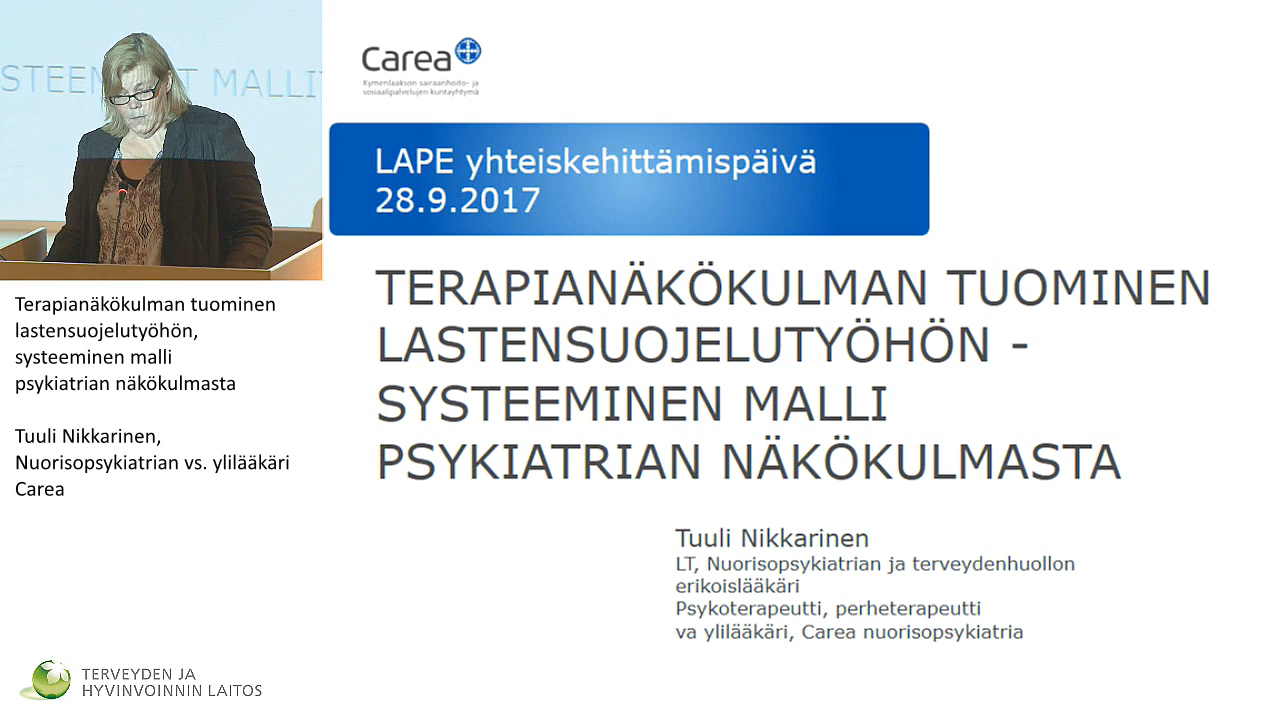 STEEM T MALLI
Terapianäkökulman tuominen
lastensuojelutyöhön,
systeeminen malli
psykiatrian näkökulmasta
Tuuli Nikkarinen,
Nuorisopsykiatrian vs. ylilääkäri
Carea
TERVEYDEN JA
HYVINVOINNIN LAITOS
Carea
Kymenlaakson sairaanhoito- ja
sosiaalipalvelujen kuntayhtymä
LAPE yhteiskehittämispäivä
28.9.2017
TERAPIANÄKÖKULMAN TUOMINEN
LASTENSUOJELUTYÖHÖN -
SYSTEEMINEN MALLI
PSYKIATRIAN NÄKÖKULMASTA
Tuuli Nikkarinen
LT, Nuorisopsykiatrian ja terveydenhuollon
erikoislääkäri
Psykoterapeutti, perheterapeutti
va ylilääkäri, Carea nuorisopsykiatria